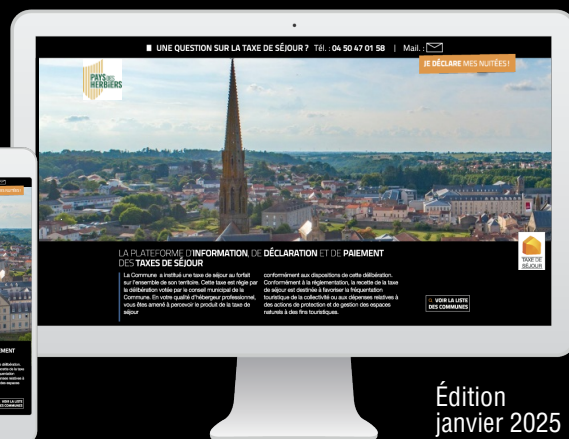 UNE QUESTION SUR LA TAXE DE SÉJOUR ? Tél. : 04 50 47 01 58 | Mail. :
JE DÉCLARE MES NUITÉES !
PAYS DES
HERBIERS
LA PLATEFORME D'INFORMATION, DE DÉCLARATION ET DE PAIEMENT
DES TAXES DE SÉJOUR
La Commune a institué une taxe de séjour au forfait
sur l'ensemble de son territoire. Cette taxe est régie par
la délibération votée par le conseil municipal de la
Commune. En votre qualité d'hébergeur professionnel,
vous êtes amené à percevoir le produit de la taxe de
séjour
conformément aux dispositions de cette délibération.
Conformément à la réglementation, la recette de la taxe
de séjour est destinée à favoriser la fréquentation
touristique de la collectivité ou aux dépenses relatives à
des actions de protection et de gestion des espaces
naturels à des fins touristiques.
TAXE DE
SÉJOUR
VOIR LA LISTE
DES COMMUNES
Édition
janvier 2025